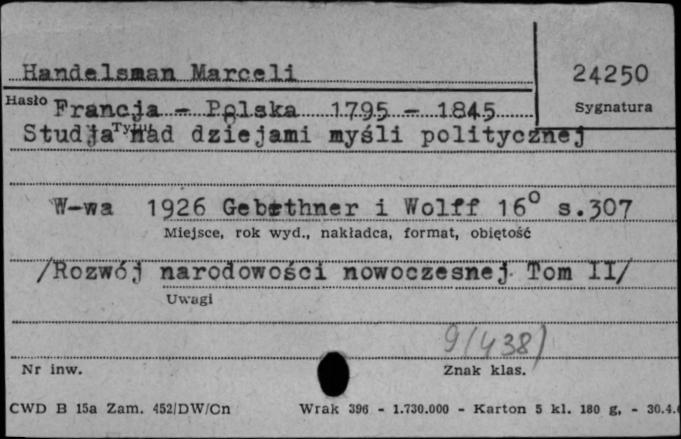 Handelsman Marceli
24250
Hasło
Francja - Polska 1795 - 1845
Sygnatura
Studja nad dziejami myśli politycznej
Tytuł
W-wa 1926 Gebethner i Wolff 16° s.307
Miejsce, rok wyd., nakładca, format, objętość
/Rozwój narodowości nowoczesnej Tom II/
Uwagi
9/(438)
Nr inw.
Znak klas.
CWD B 15a Zam. 452/DW/Cn Wrak 396 - 1.730.000 - Karton 5 kl. 180 g, - 30.4.